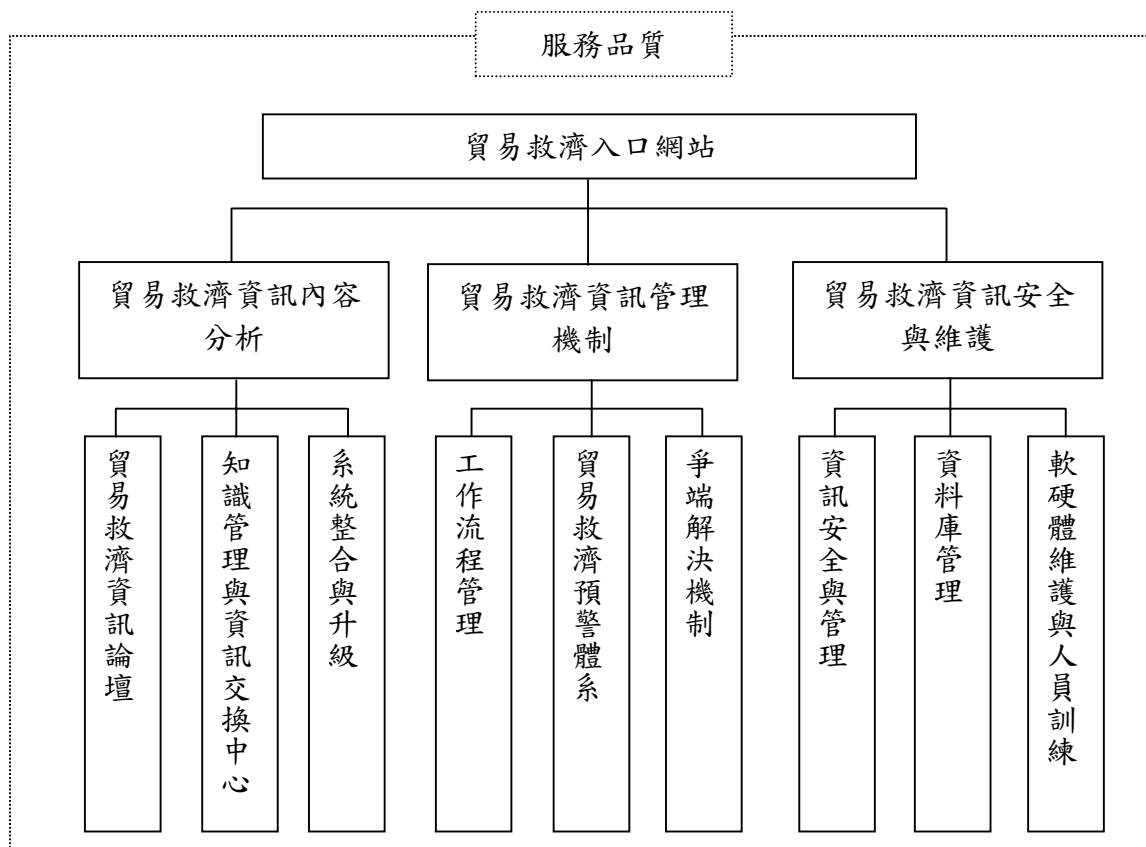 服務品質
貿易救濟入口網站
貿易救濟資訊內容
分析
貿易救濟資訊管理
機制
貿易救濟資訊安全
與維護
貿易救濟資訊論壇
知識管理與資訊交換中心
系統整合與升級
工作流程管理
貿易救濟預警體系
爭端解決機制
資訊安全與管理
資料庫管理
軟硬體維護與人員訓練